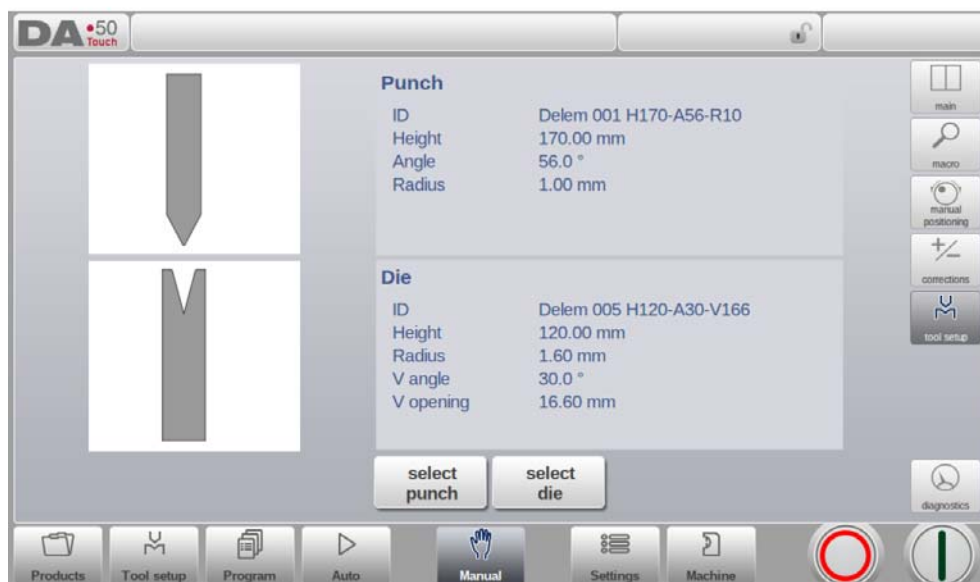 DA•50
Touch
Punch
ID Delem 001 H170-A56-R10
Height 170.00 mm
Angle 56.0 °
Radius 1.00 mm
Die
ID Delem 005 H120-A30-V166
Height 120.00 mm
Radius 1.60 mm
V angle 30.0 °
V opening 16.60 mm
select
punch
select
die
main
macro
manual
positioning
corrections
tool setup
diagnostics
Products
Tool setup
Program
Auto
Manual
Settings
Machine